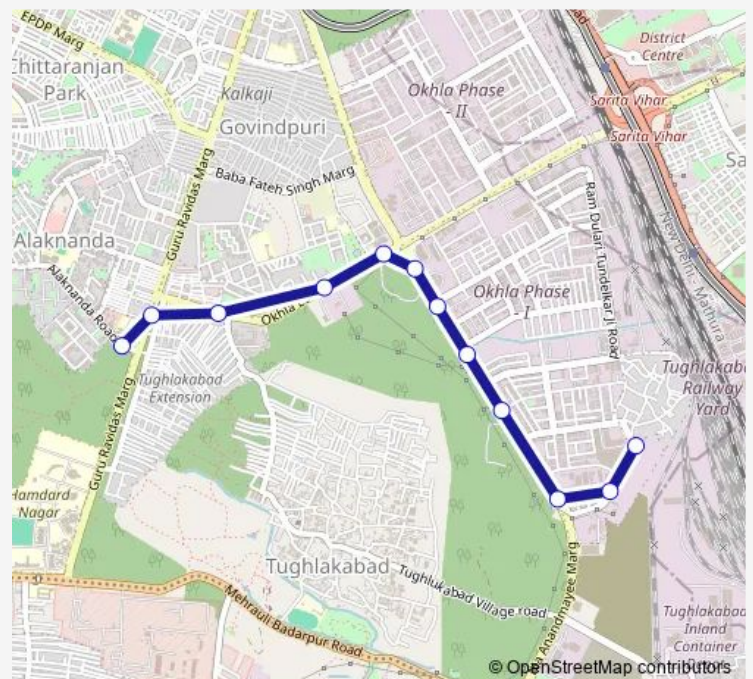 EPDP Marg
Chittaranjan
Park
Kalkaji
Govindpuri
Okhla Phase
- II
District
Centre
Sarita Vihar
Sarita Vihar
Baba Fateh Singh Marg
Guru Ravidas Marg
Alaknanda
Alaknanda Road
Okhla
Okhla Phase
- I
Ram Dulari Tundelkar Ji Road
New Delhi - Mathura
Tughlakabad
Extension
Railway
Yard
Guru Ravidas Marg
Hamdard
Nagar
Tughlakabad
Tughlukabad Village road
Mehrauli Badarpur Road
Anandmayee Marg
Tughlakabad
Inland
Container
© OpenStreetMap contributors